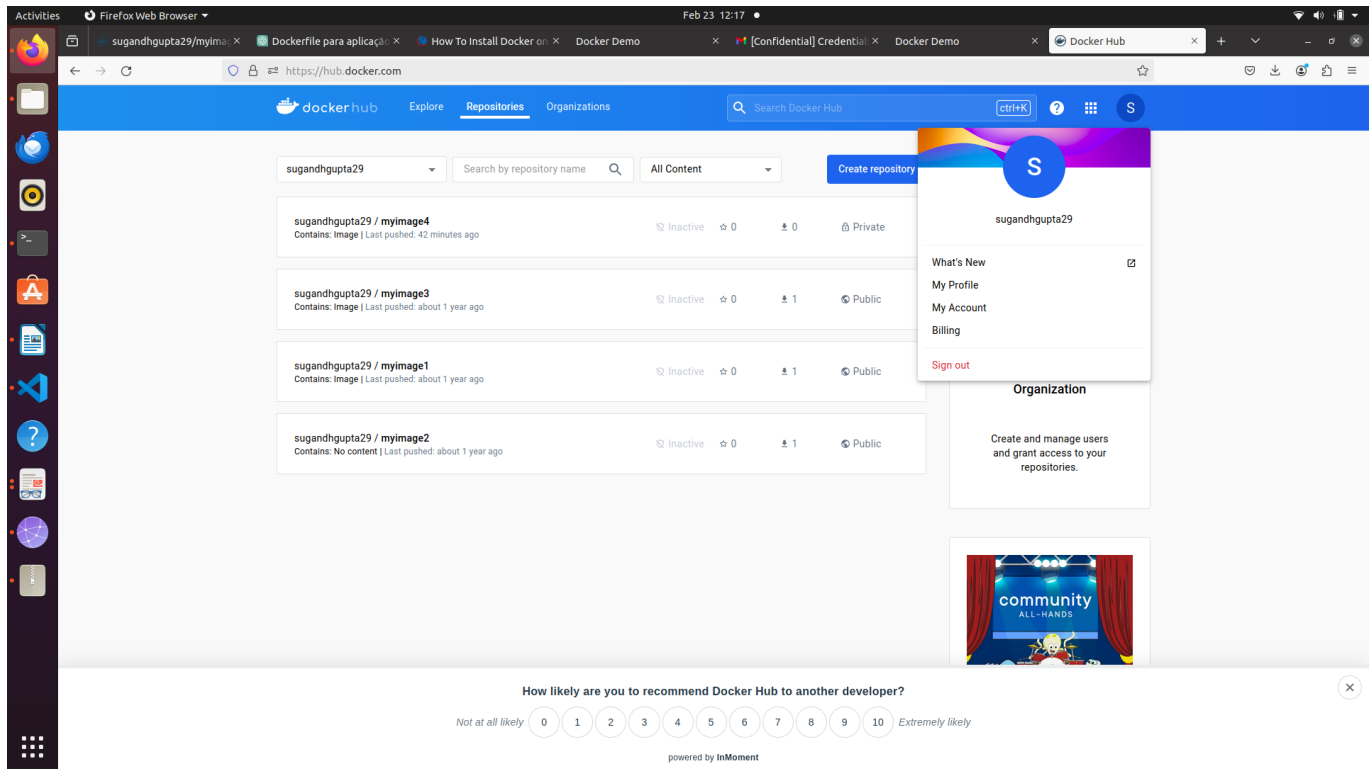 Activities Firefox Web Browser Feb 23 12:17
sugandhgupta29/myimag Dockerfile para aplicação How To Install Docker on Docker Demo [Confidential] Credential Docker Demo Docker Hub
https://hub.docker.com
dockerhub Explore Repositories Organizations Search Docker Hub ctrl+K ? S
sugandhgupta29 Search by repository name All Content Create repository
S
sugandhgupta29
What's New
My Profile
My Account
Billing
Sign out
sugandhgupta29 / myimage4 Inactive 0 0 Private
Contains: Image | Last pushed: 42 minutes ago
sugandhgupta29 / myimage3 Inactive 0 1 Public
Contains: Image | Last pushed: about 1 year ago
sugandhgupta29 / myimage1 Inactive 0 1 Public
Contains: Image | Last pushed: about 1 year ago
sugandhgupta29 / myimage2 Inactive 0 1 Public
Contains: No content | Last pushed: about 1 year ago
Organization
Create and manage users
and grant access to your
repositories.
community
ALL-HANDS
How likely are you to recommend Docker Hub to another developer?
Not at all likely 0 1 2 3 4 5 6 7 8 9 10 Extremely likely
powered by InMoment